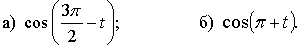 а) cos(3π/2 − t); б) cos(π + t).